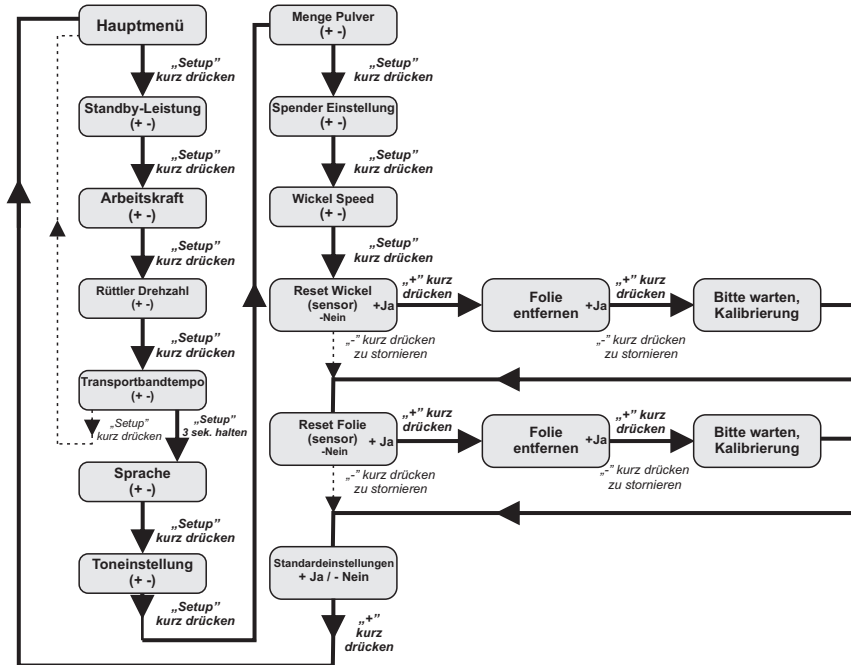 Hauptmenü
„Setup”
kurz drücken
Standby-Leistung
(+ -)
„Setup”
kurz drücken
Arbeitskraft
(+ -)
„Setup”
kurz drücken
Rüttler Drehzahl
(+ -)
„Setup”
kurz drücken
Transportbandtempo
(+ -)
„Setup”
kurz drücken
„Setup”
3 sek. halten
Sprache
(+ -)
„Setup”
kurz drücken
Toneinstellung
(+ -)
„Setup”
kurz drücken
Menge Pulver
(+ -)
„Setup”
kurz drücken
Spender Einstellung
(+ -)
„Setup”
kurz drücken
Wickel Speed
(+ -)
„Setup”
kurz drücken
Reset Wickel
(sensor) +Ja
-Nein
„+” kurz
drücken
„-” kurz drücken
zu stornieren
Folie
entfernen +Ja
„+” kurz
drücken
„-” kurz drücken
zu stornieren
Bitte warten,
Kalibrierung
Reset Folie
(sensor) + Ja
-Nein
„+” kurz
drücken
„-” kurz drücken
zu stornieren
Folie
entfernen +Ja
„+” kurz
drücken
„-” kurz drücken
zu stornieren
Bitte warten,
Kalibrierung
Standardeinstellungen
+ Ja / - Nein
„+”
kurz
drücken